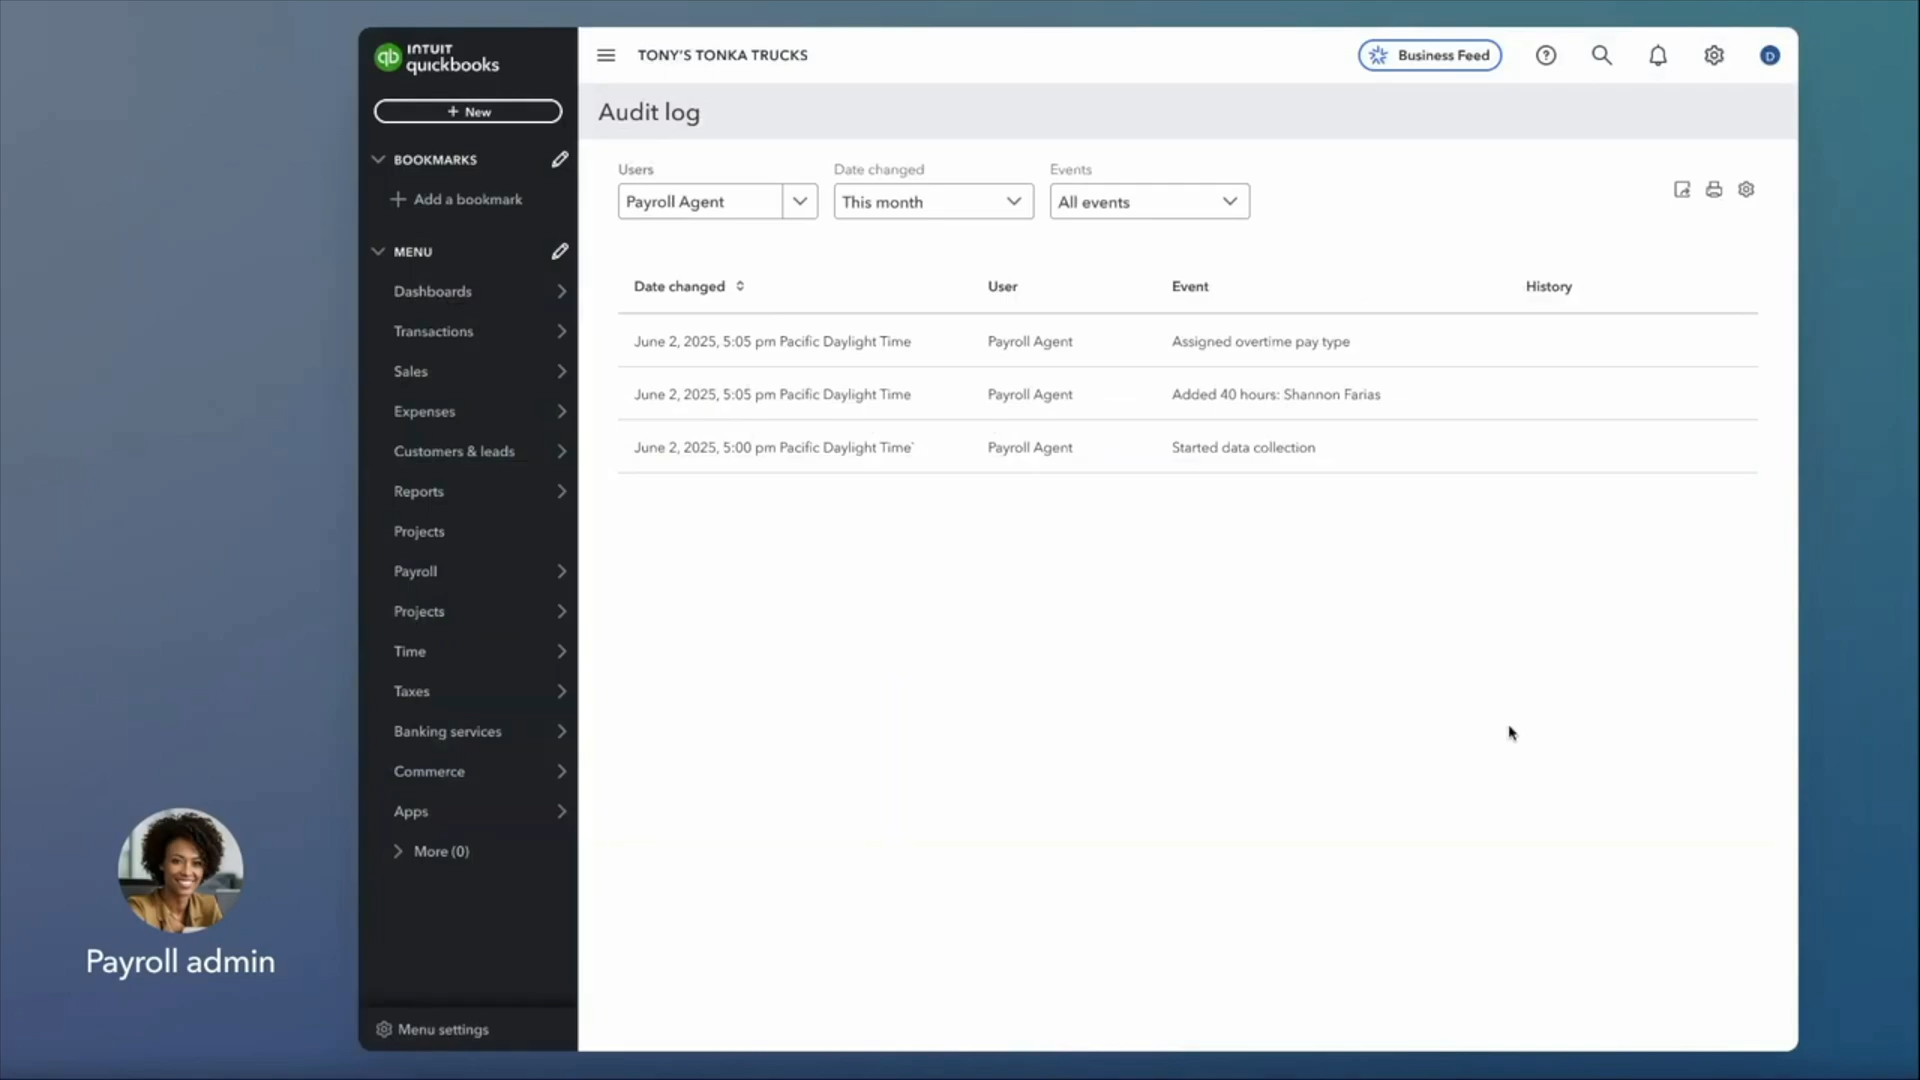 INTUIT
qb quickbooks
TONY'S TONKA TRUCKS
Business Feed
D
+ New
Audit log
BOOKMARKS
+ Add a bookmark
MENU
Dashboards
Transactions
Sales
Expenses
Customers & leads
Reports
Projects
Payroll
Projects
Time
Taxes
Banking services
Commerce
Apps
More (0)
Menu settings
Users
Date changed
Events
Payroll Agent
This month
All events
Date changed User Event History
June 2, 2025, 5:05 pm Pacific Daylight Time Payroll Agent Assigned overtime pay type
June 2, 2025, 5:05 pm Pacific Daylight Time Payroll Agent Added 40 hours: Shannon Farias
June 2, 2025, 5:00 pm Pacific Daylight Time` Payroll Agent Started data collection
Payroll admin